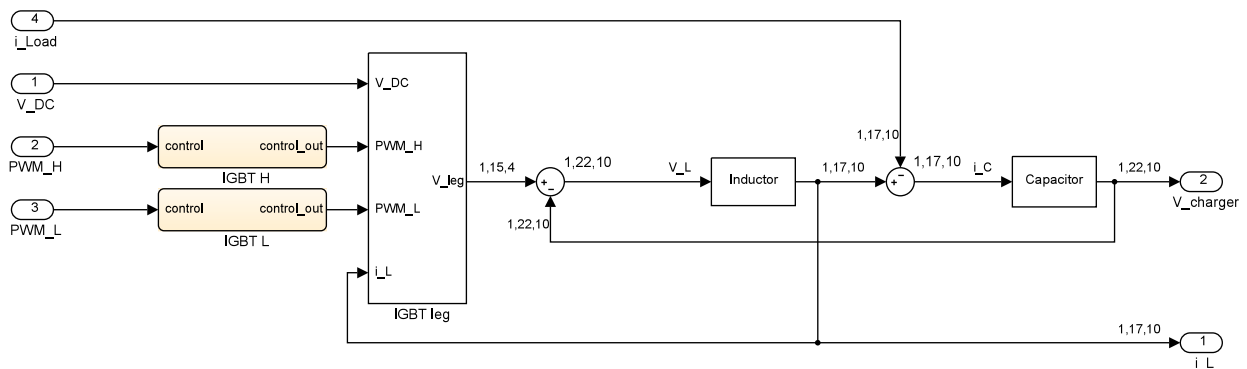 4
i_Load
1
V_DC
2
PWM_H
3
PWM_L
control control_out
IGBT H
control control_out
IGBT L
V_DC
PWM_H
V_leg
PWM_L
i_L
IGBT leg
1,15,4
+
-
1,22,10
1,22,10
V_L
Inductor
1,17,10
1,17,10
-
+
1,17,10
i_C
Capacitor
1,22,10
2
V_charger
1,17,10
1
i_L